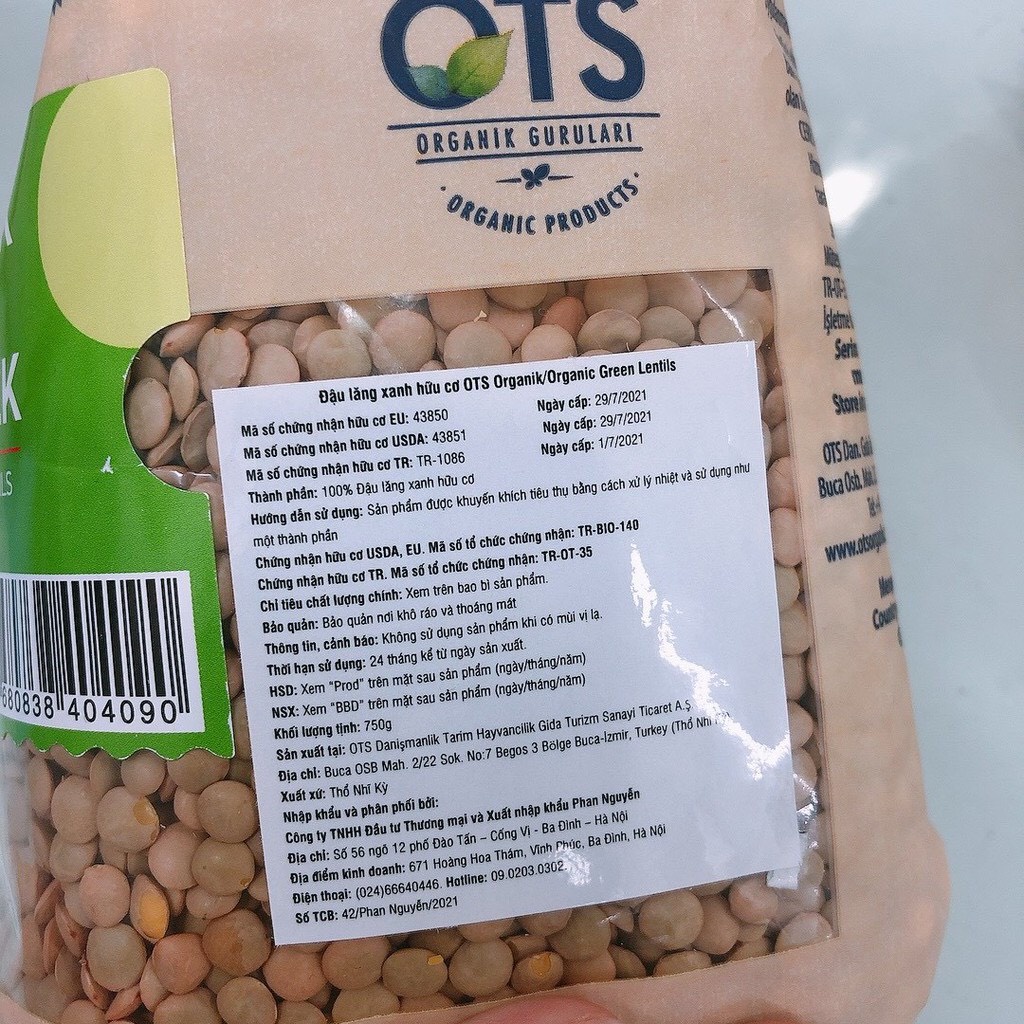 OTS
ORGANİK GURULARI
ORGANIC PRODUCTS
K
Đậu lăng xanh hữu cơ OTS Organik/Organic Green Lentils
Mã số chứng nhận hữu cơ EU: 43850 Ngày cấp: 29/7/2021
Mã số chứng nhận hữu cơ USDA: 43851 Ngày cấp: 29/7/2021
Mã số chứng nhận hữu cơ TR: TR-1086 Ngày cấp: 1/7/2021
Thành phần: 100% Đậu lăng xanh hữu cơ
Hướng dẫn sử dụng: Sản phẩm được khuyến khích tiêu thụ bằng cách xử lý nhiệt và sử dụng như
một thành phần
Chứng nhận hữu cơ USDA, EU. Mã số tổ chức chứng nhận: TR-BIO-140
Chứng nhận hữu cơ TR. Mã số tổ chức chứng nhận: TR-OT-35
Chỉ tiêu chất lượng chính: Xem trên bao bì sản phẩm.
Bảo quản: Bảo quản nơi khô ráo và thoáng mát
Thông tin, cảnh báo: Không sử dụng sản phẩm khi có mùi vị lạ.
Thời hạn sử dụng: 24 tháng kể từ ngày sản xuất.
HSD: Xem "Prod" trên mặt sau sản phẩm (ngày/tháng/năm)
NSX: Xem "BBD" trên mặt sau sản phẩm (ngày/tháng/năm)
Khối lượng tịnh: 750g
Sản xuất tại: OTS Danişmanlik Tarim Hayvancilik Gida Turizm Sanayi Ticaret A.Ş
Địa chỉ: Buca OSB Mah. 2/22 Sok. No:7 Begos 3 Bölge Buca-İzmir, Turkey (Thổ Nhĩ
Xuất xứ: Thổ Nhĩ Kỳ
Nhập khẩu và phân phối bởi:
Công ty TNHH Đầu tư Thương mại và Xuất nhập khẩu Phan Nguyễn
Địa chỉ: Số 56 ngõ 12 phố Đào Tấn – Cống Vị - Ba Đình – Hà Nội
Địa điểm kinh doanh: 671 Hoàng Hoa Thám, Vĩnh Phúc, Ba Đình, Hà Nội
Điện thoại: (024)66640446. Hotline: 09.0203.0302
Số TCB: 42/Phan Nguyễn/2021
680838 404090
Store
OTS Dan.
Buca Osb.